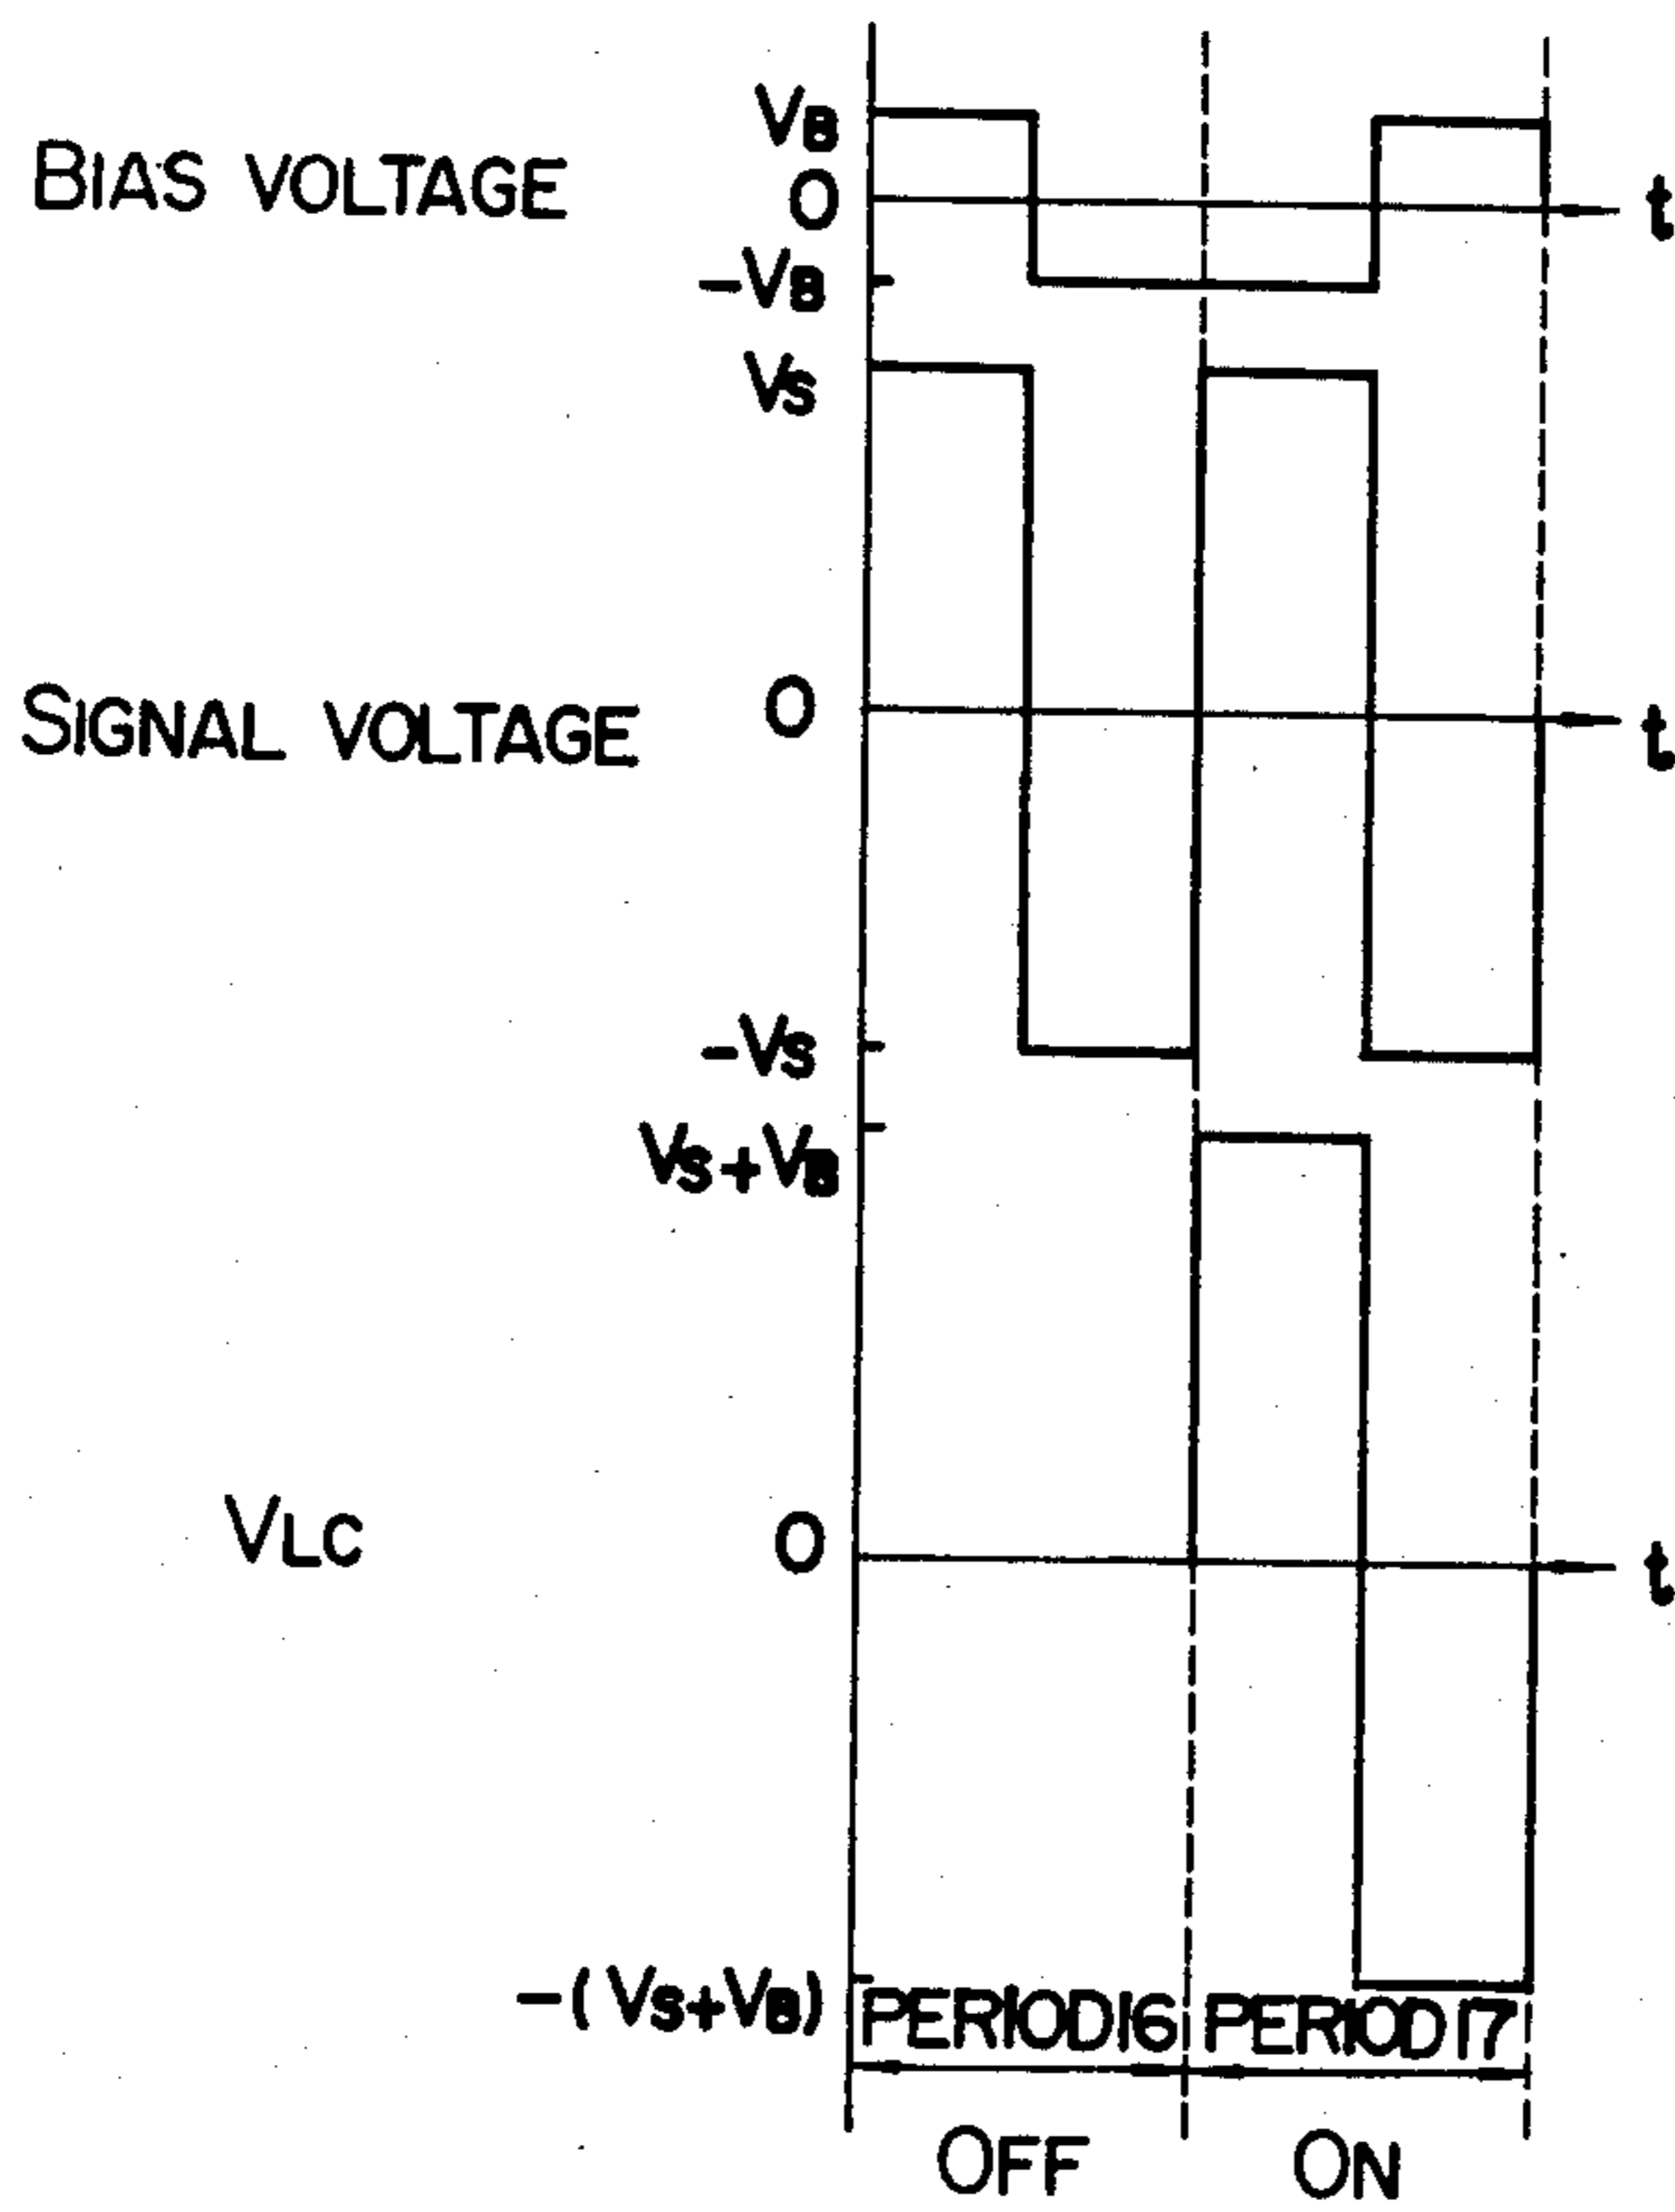 VB
BIAS VOLTAGE
0
t
-VB
VS
SIGNAL VOLTAGE
0
t
-VS
VS+VB
VLC
0
t
-(VS+VB)
PERIOD16 PERIOD17
OFF ON